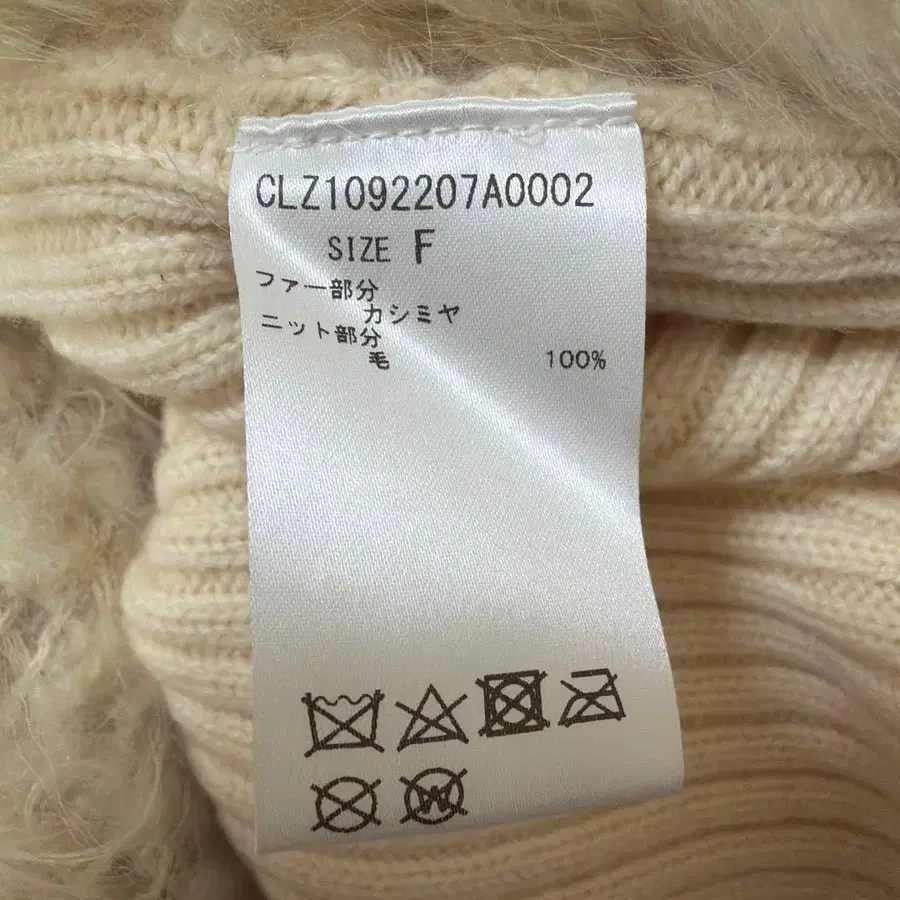 CLZ1092207A0002
SIZE F
ファー部分
カシミヤ
ニット部分
毛 100%
W